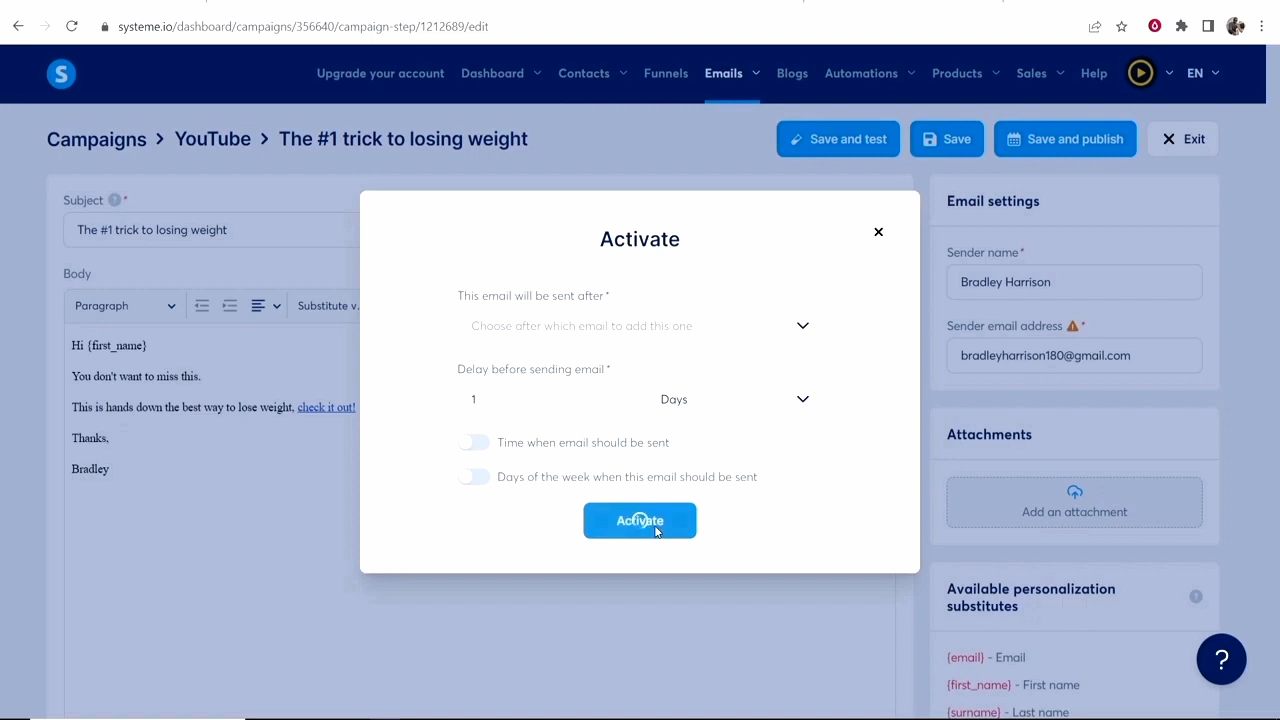 systeme.io/dashboard/campaigns/356640/campaign-step/1212689/edit
S
Upgrade your account
Dashboard
Contacts
Funnels
Emails
Blogs
Automations
Products
Sales
Help
EN
Campaigns > YouTube > The #1 trick to losing weight
Save and test
Save
Save and publish
Exit
Subject ? *
The #1 trick to losing weight
Body
Paragraph
Substitute v...
Hi {first_name}
You don't want to miss this.
This is hands down the best way to lose weight, check it out!
Thanks,
Bradley
Activate
This email will be sent after *
Choose after which email to add this one
Delay before sending email *
1
Days
Time when email should be sent
Days of the week when this email should be sent
Activate
Email settings
Sender name *
Bradley Harrison
Sender email address *
bradleyharrison180@gmail.com
Attachments
Add an attachment
Available personalization
substitutes
?
{email} - Email
{first_name} - First name
{surname} - Last name
?